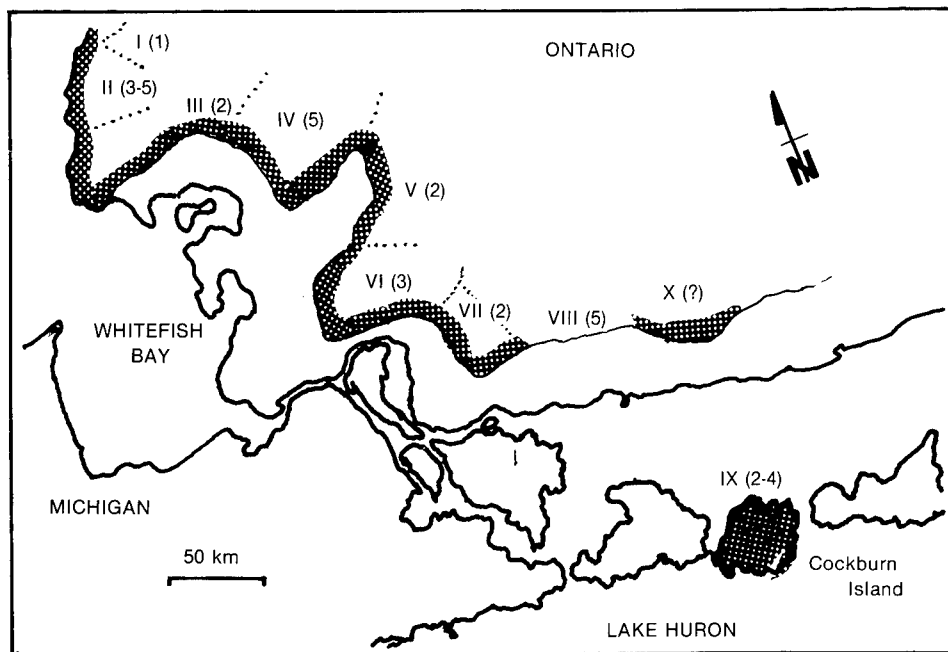 I (1)
ONTARIO
II (3-5)
III (2)
IV (5)
N
V (2)
VI (3)
VII (2)
VIII (5)
X (?)
WHITEFISH
BAY
IX (2-4)
MICHIGAN
50 km
Cockburn
Island
LAKE HURON